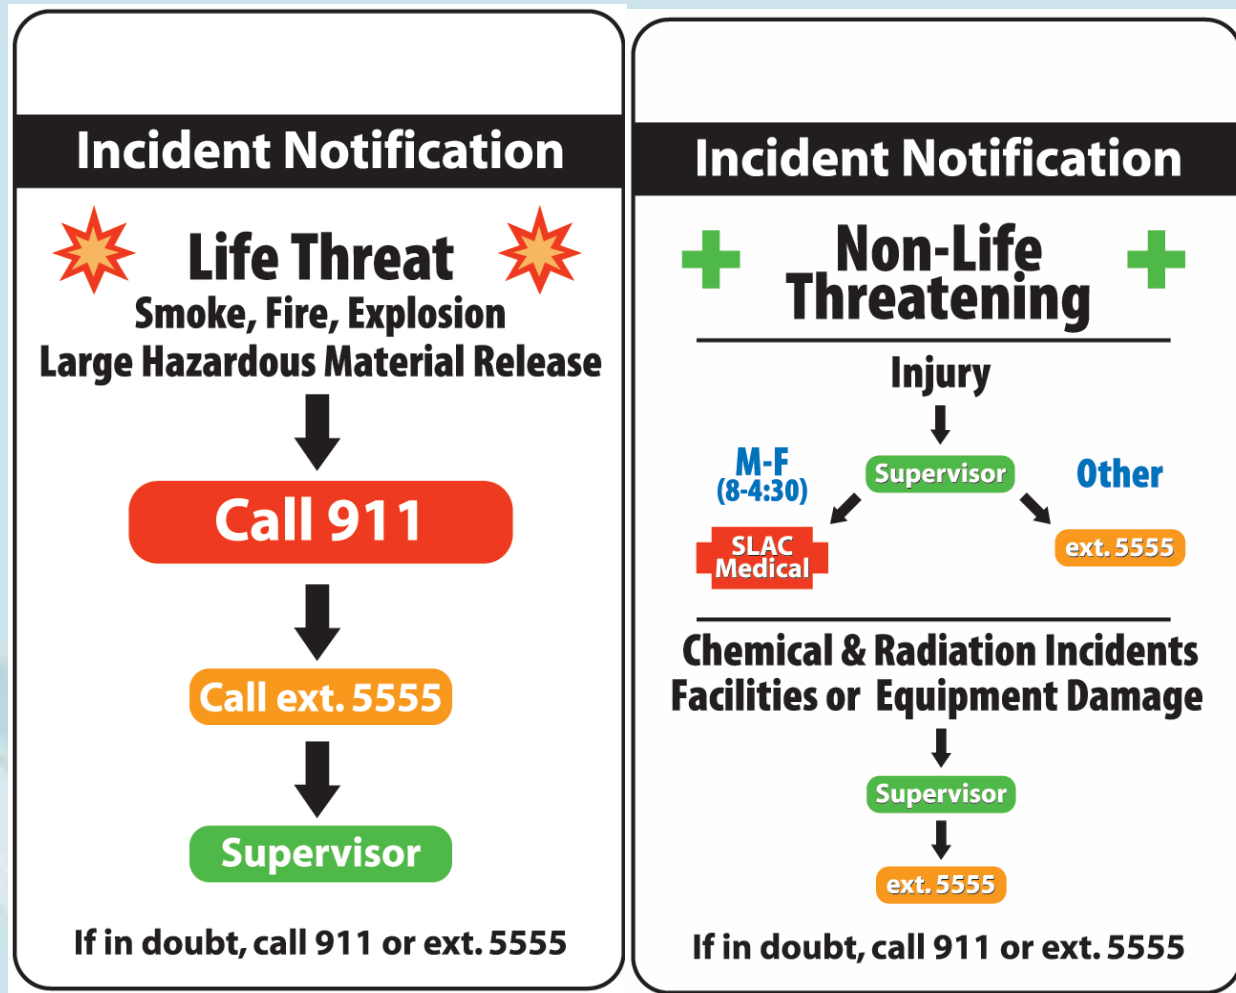 Incident Notification
Life Threat
Smoke, Fire, Explosion
Large Hazardous Material Release
Call 911
Call ext. 5555
Supervisor
If in doubt, call 911 or ext. 5555
Incident Notification
Non-Life
Threatening
Injury
M-F
(8-4:30)
Supervisor
Other
SLAC
Medical
ext. 5555
Chemical & Radiation Incidents
Facilities or Equipment Damage
Supervisor
ext. 5555
If in doubt, call 911 or ext. 5555